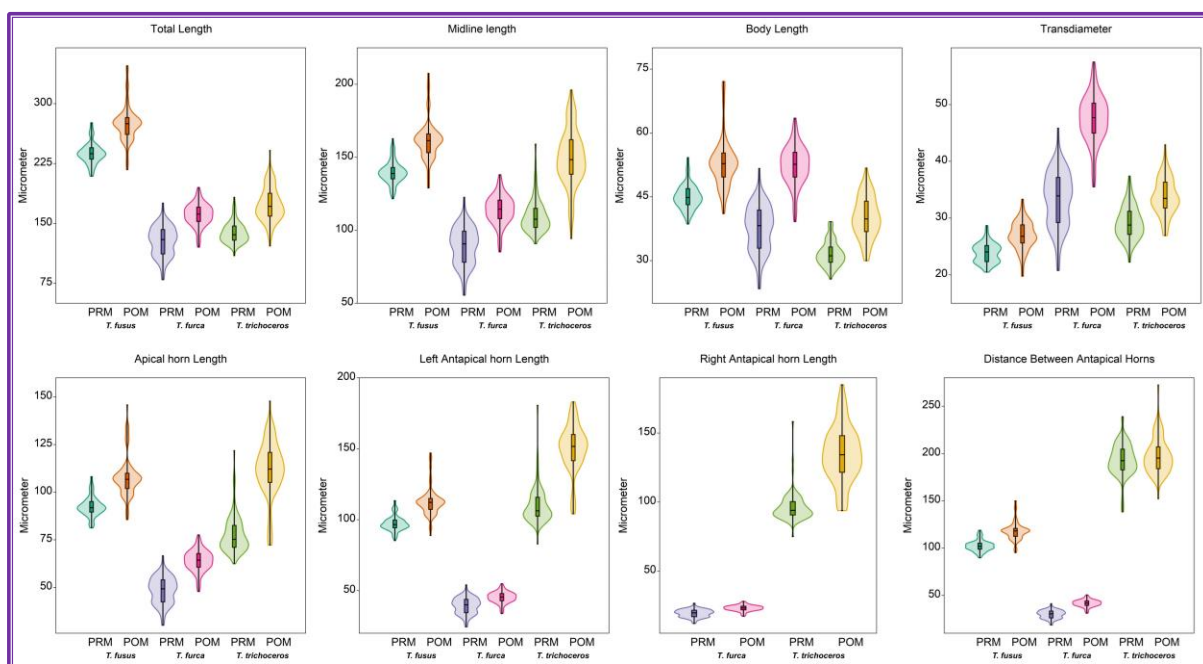 Total Length
Micrometer
300
225
150
75
PRM POM PRM POM PRM POM
T. fusus T. furca T. trichoceros
Midline length
Micrometer
200
150
100
50
PRM POM PRM POM PRM POM
T. fusus T. furca T. trichoceros
Body Length
Micrometer
75
60
45
30
PRM POM PRM POM PRM POM
T. fusus T. furca T. trichoceros
Transdiameter
Micrometer
50
40
30
20
PRM POM PRM POM PRM POM
T. fusus T. furca T. trichoceros
Apical horn Length
Micrometer
150
125
100
75
50
PRM POM PRM POM PRM POM
T. fusus T. furca T. trichoceros
Left Antapical horn Length
Micrometer
200
150
100
50
PRM POM PRM POM PRM POM
T. fusus T. furca T. trichoceros
Right Antapical horn Length
Micrometer
150
100
50
PRM POM PRM POM
T. furca T. trichoceros
Distance Between Antapical Horns
Micrometer
250
200
150
100
50
PRM POM PRM POM PRM POM
T. fusus T. furca T. trichoceros